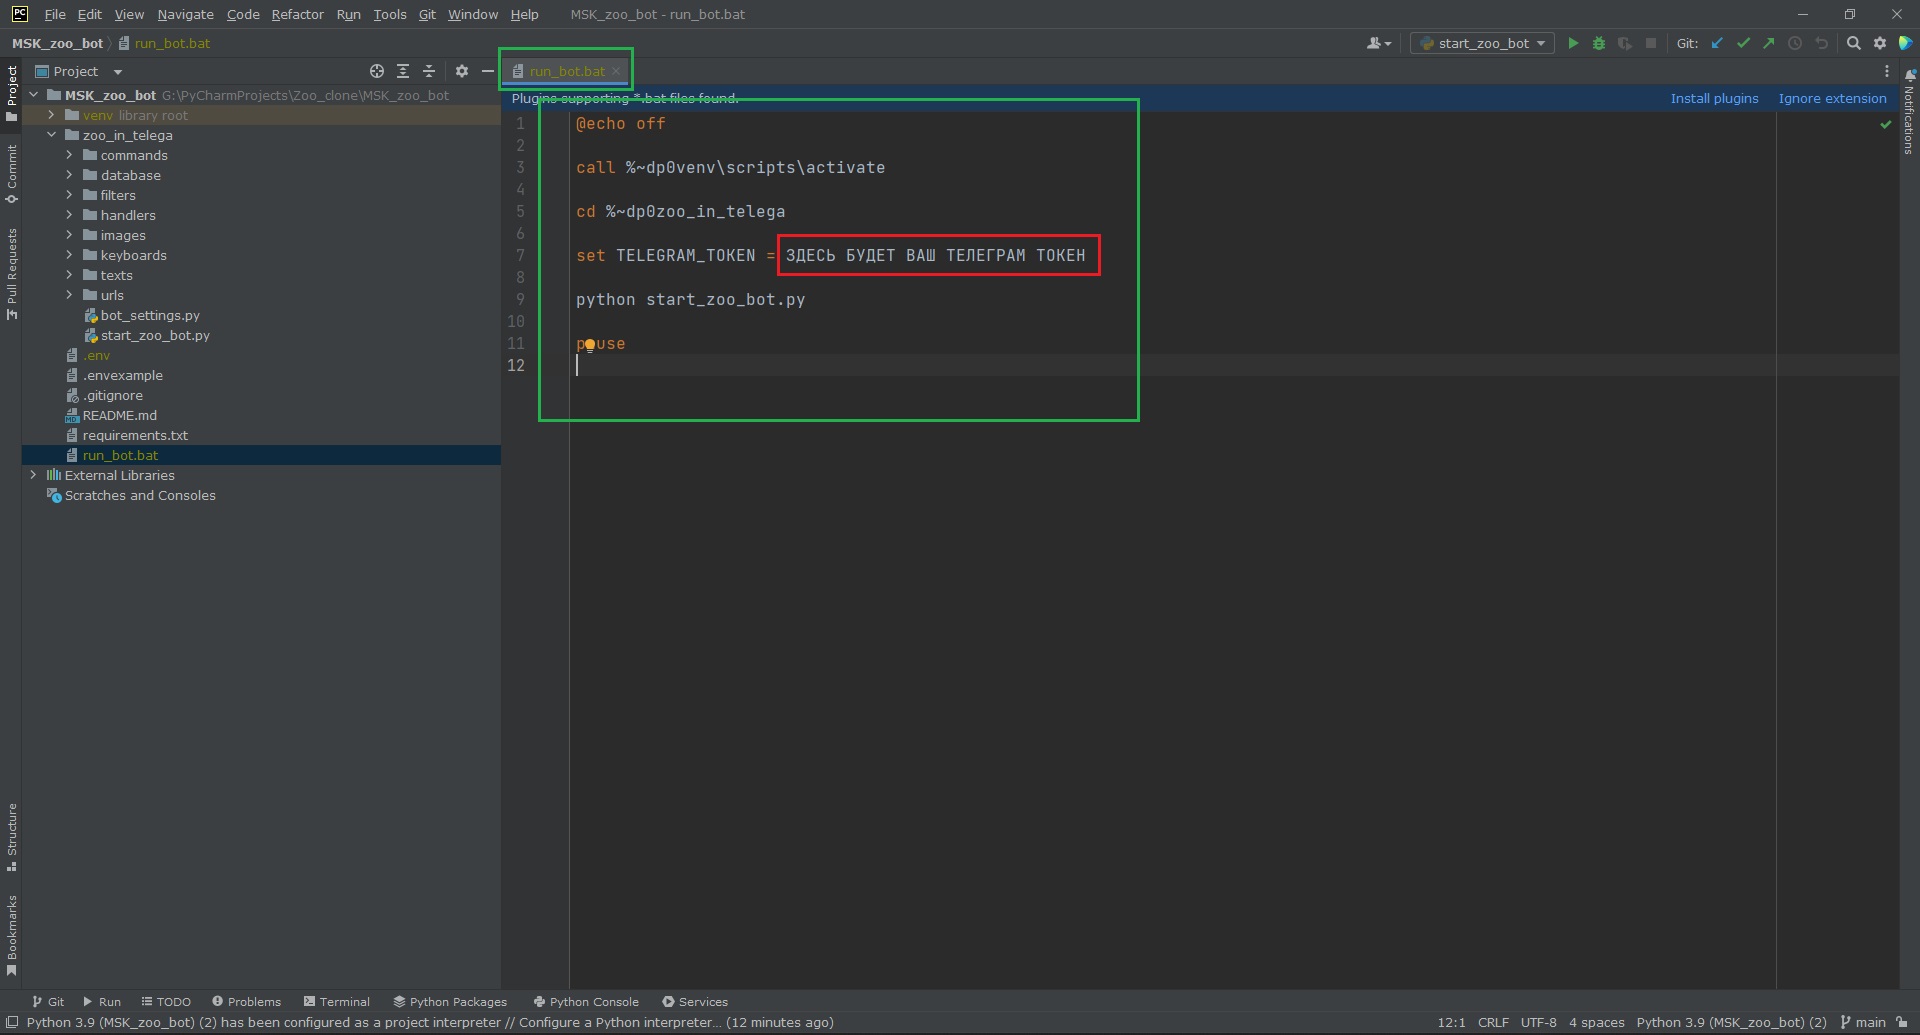 PC File Edit View Navigate Code Refactor Run Tools Git Window Help MSK_zoo_bot - run_bot.bat
MSK_zoo_bot run_bot.bat start_zoo_bot Git:
Project run_bot.bat
Plugins supporting *.bat files found. Install plugins Ignore extension
MSK_zoo_bot G:\PyCharmProjects\Zoo_clone\MSK_zoo_bot
venv library root
zoo_in_telega
commands
database
filters
handlers
images
keyboards
texts
urls
bot_settings.py
start_zoo_bot.py
.env
.envexample
.gitignore
README.md
requirements.txt
run_bot.bat
External Libraries
Scratches and Consoles
1 @echo off
2
3 call %~dp0venv\scripts\activate
4
5 cd %~dp0zoo_in_telega
6
7 set TELEGRAM_TOKEN = ЗДЕСЬ БУДЕТ ВАШ ТЕЛЕГРАМ ТОКЕН
8
9 python start_zoo_bot.py
10
11 pause
12
Project
Commit
Pull Requests
Structure
Bookmarks
Notifications
Git Run TODO Problems Terminal Python Packages Python Console Services
Python 3.9 (MSK_zoo_bot) (2) has been configured as a project interpreter // Configure a Python interpreter... (12 minutes ago) 12:1 CRLF UTF-8 4 spaces Python 3.9 (MSK_zoo_bot) (2) main